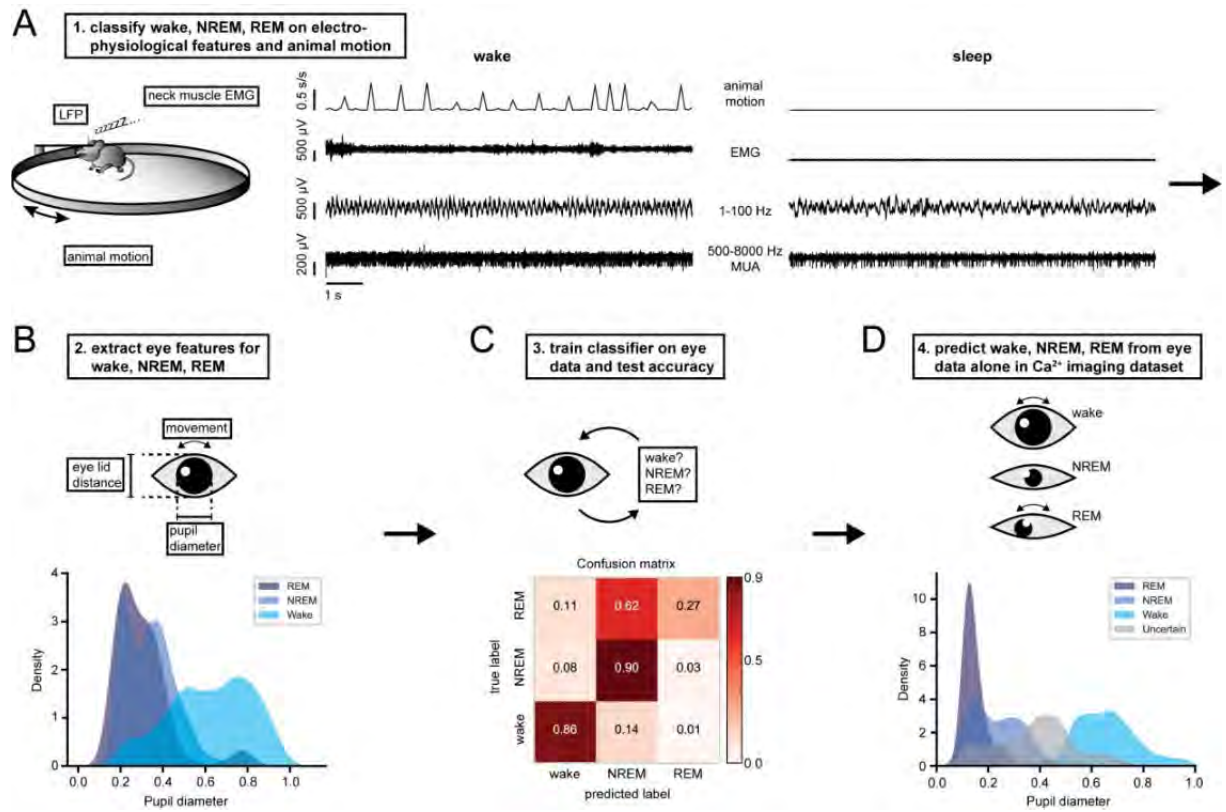 A
1. classify wake, NREM, REM on electro-
physiological features and animal motion
neck muscle EMG
LFP
zzzzzz...
animal motion
wake
sleep
0.5 s/s
animal
motion
500 µV
EMG
500 µV
1-100 Hz
200 µV
500-8000 Hz
MUA
1 s
B
2. extract eye features for
wake, NREM, REM
movement
eye lid
distance
pupil
diameter
4
3
2
1
0
Density
REM
NREM
Wake
0.0 0.2 0.4 0.6 0.8 1.0
Pupil diameter
C
3. train classifier on eye
data and test accuracy
wake?
NREM?
REM?
Confusion matrix
true label
REM 0.11 0.62 0.27
NREM 0.08 0.90 0.03
wake 0.86 0.14 0.01
wake NREM REM
predicted label
0.9
0.5
0.0
D
4. predict wake, NREM, REM from eye
data alone in Ca²⁺ imaging dataset
wake
NREM
REM
10
8
6
4
2
0
Density
REM
NREM
Wake
Uncertain
0.0 0.2 0.4 0.6 0.8 1.0
Pupil diameter